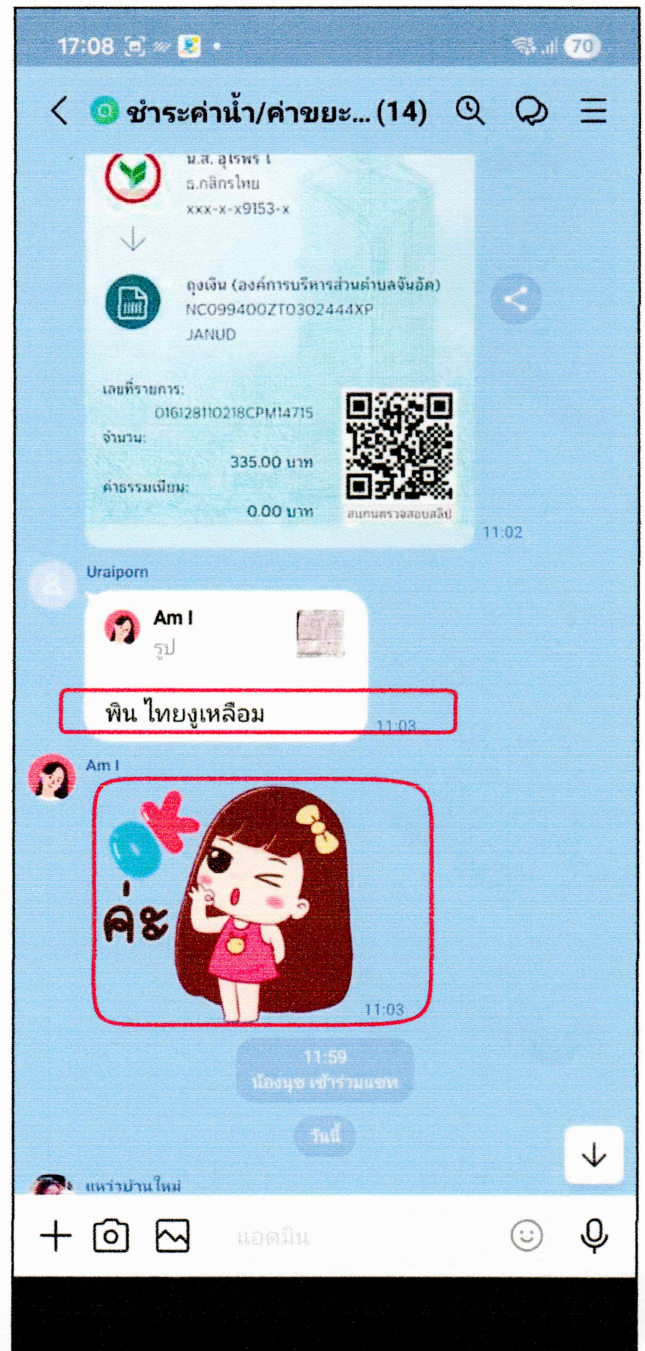 17:08
70
ชำระค่าน้ำ/ค่าขยะ... (14)
น.ส. อุไรพร ไ
ธ.กสิกรไทย
xxx-x-x9153-x
ถุงเงิน (องค์การบริหารส่วนตำบลจันอัด)
NC099400ZT0302444XP
JANUD
เลขที่รายการ:
016128110218CPM14715
จำนวน:
335.00 บาท
ค่าธรรมเนียม:
0.00 บาท
สแกนตรวจสอบสลิป
11:02
Uraiporn
Am I
รูป
พิน ไทยงูเหลือม
11:03
Am I
OK
ค่ะ
11:03
11:59
น้องนุช เข้าร่วมแชท
วันนี้
แหว๋าบ้านใหม่
แอดมิน